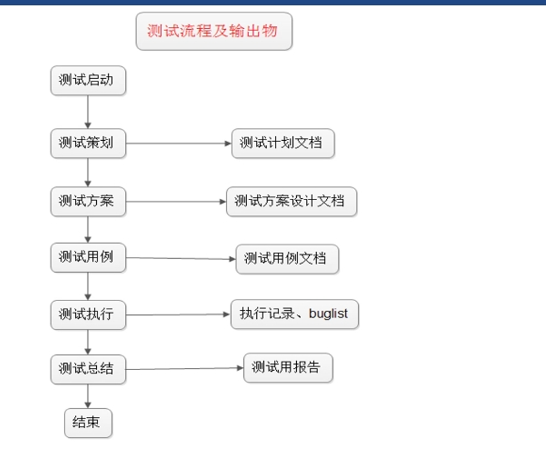 测试流程及输出物
测试启动
测试策划
测试计划文档
测试方案
测试方案设计文档
测试用例
测试用例文档
测试执行
执行记录、buglist
测试总结
测试用报告
结束